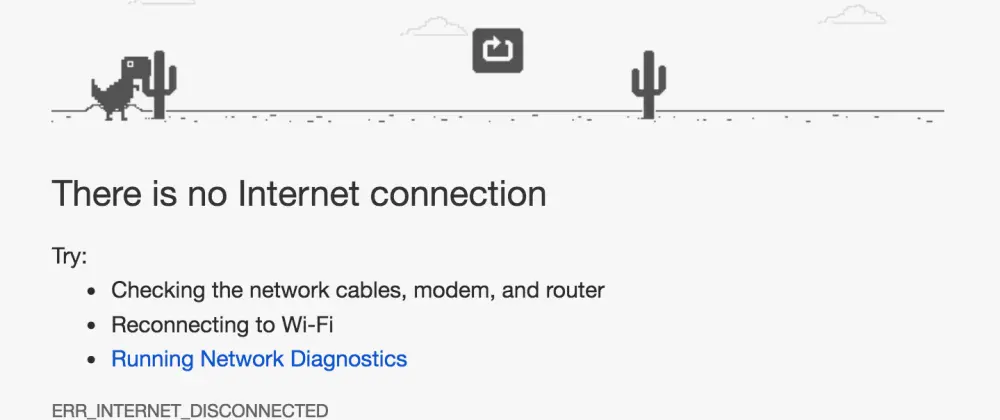 There is no Internet connection
Try:
Checking the network cables, modem, and router
Reconnecting to Wi-Fi
Running Network Diagnostics
ERR_INTERNET_DISCONNECTED